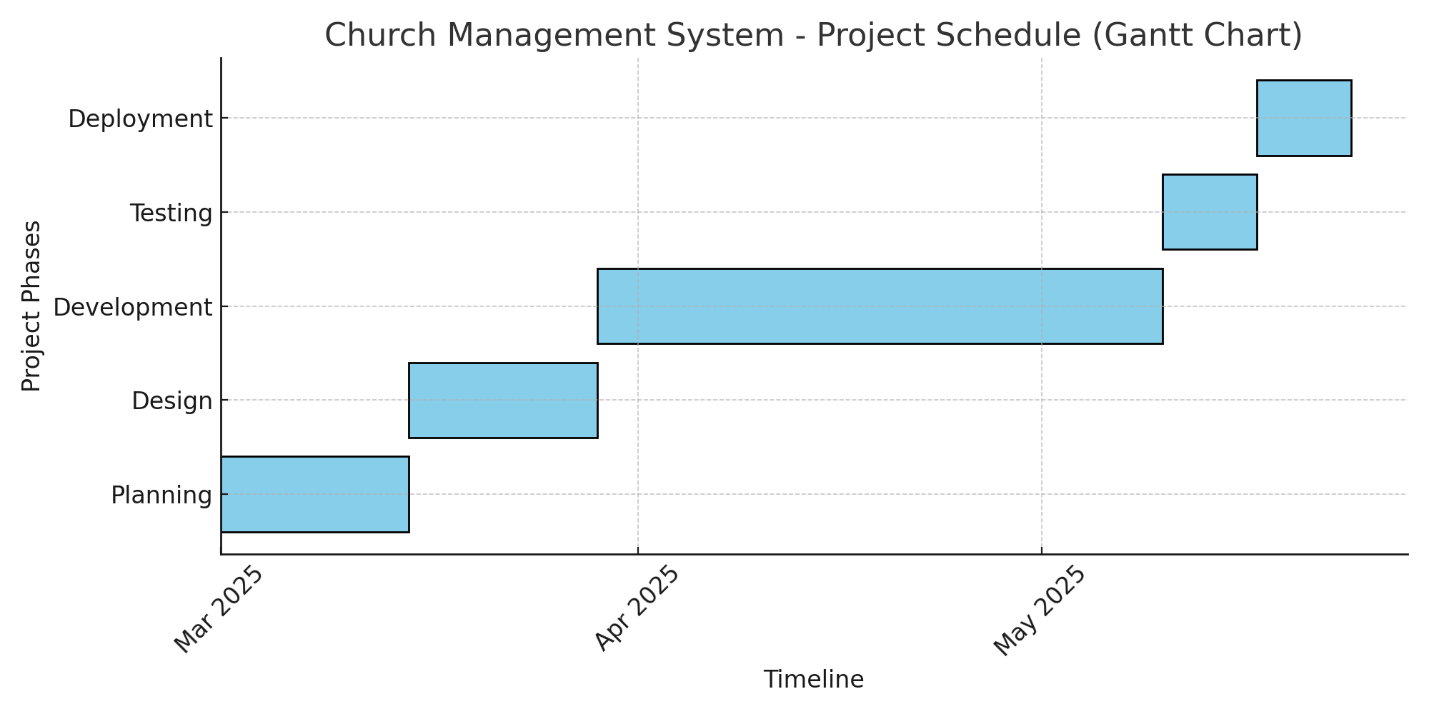 Church Management System - Project Schedule (Gantt Chart)
Project Phases
Deployment
Testing
Development
Design
Planning
Mar 2025
Apr 2025
May 2025
Timeline